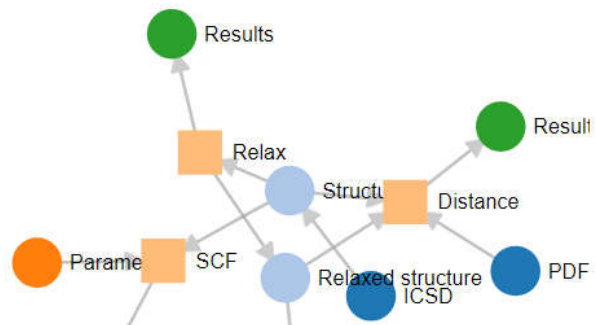 Results
Result
Relax
Structu
Distance
Parame
SCF
Relaxed structure
PDF
ICSD